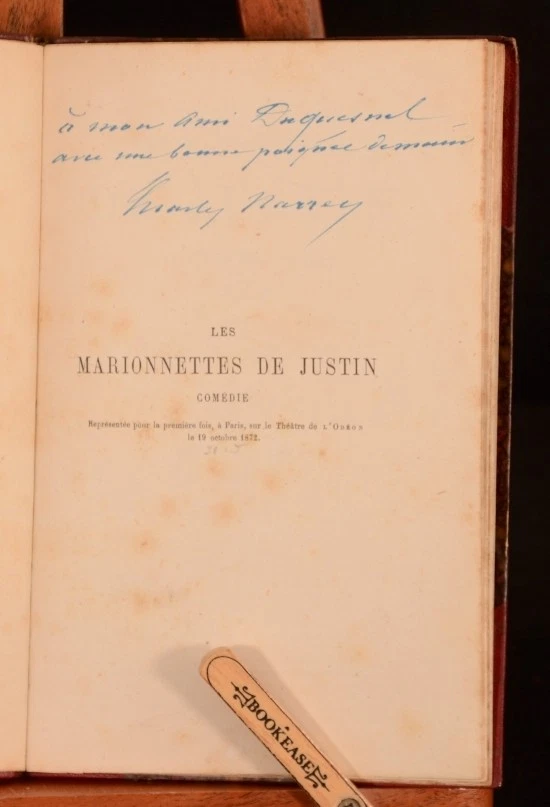 à mon ami Duquesnel
avec une bonne poignée de main
Charles Narrey
LES
MARIONNETTES DE JUSTIN
COMÉDIE
Représentée pour la première fois, à Paris, sur le Théâtre de L'ODÉON
le 19 octobre 1872.
BOOKEASE